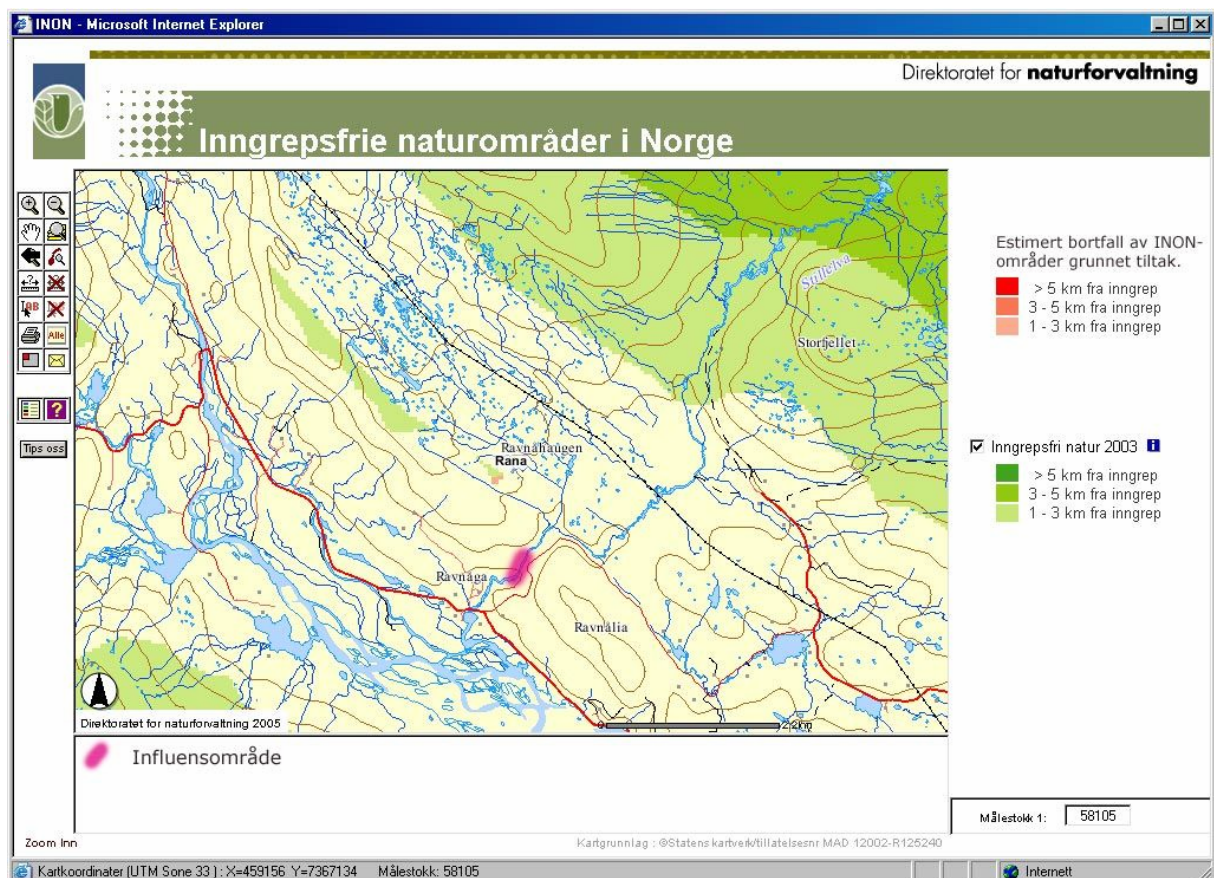 INON - Microsoft Internet Explorer
Direktoratet for naturforvaltning
Inngrepsfrie naturområder i Norge
Estimert bortfall av INON-
områder grunnet tiltak.
> 5 km fra inngrep
3 - 5 km fra inngrep
1 - 3 km fra inngrep
Stillelva
Storfjellet
Alle
Tips oss
Ravnåhaugen
Rana
Inngrepsfri natur 2003
> 5 km fra inngrep
3 - 5 km fra inngrep
1 - 3 km fra inngrep
Ravnåga
Ravnålia
Direktoratet for naturforvaltning 2005
0 2.2km
Influensområde
Målestokk 1: 58105
Zoom Inn
Kartgrunnlag : ©Statens kartverk/tillatelsesnr MAD 12002-R125240
Kartkoordinater (UTM Sone 33 ): X=459156 Y=7367134 Målestokk: 58105
Internett